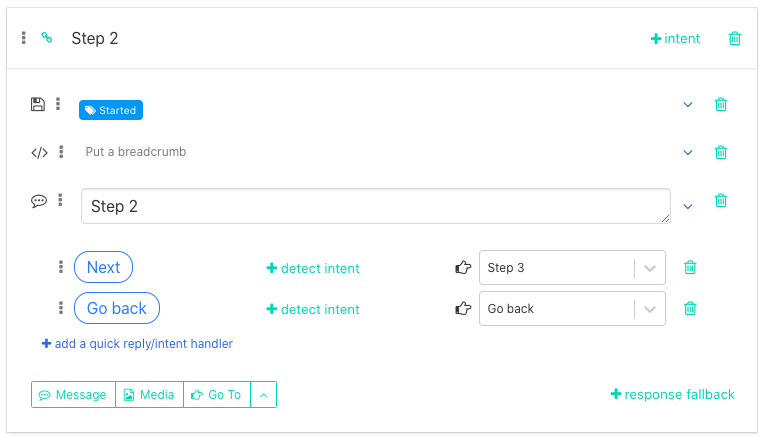 Step 2
+ intent
Started
Put a breadcrumb
Step 2
Next + detect intent Step 3
Go back + detect intent Go back
+ add a quick reply/intent handler
Message Media Go To + response fallback